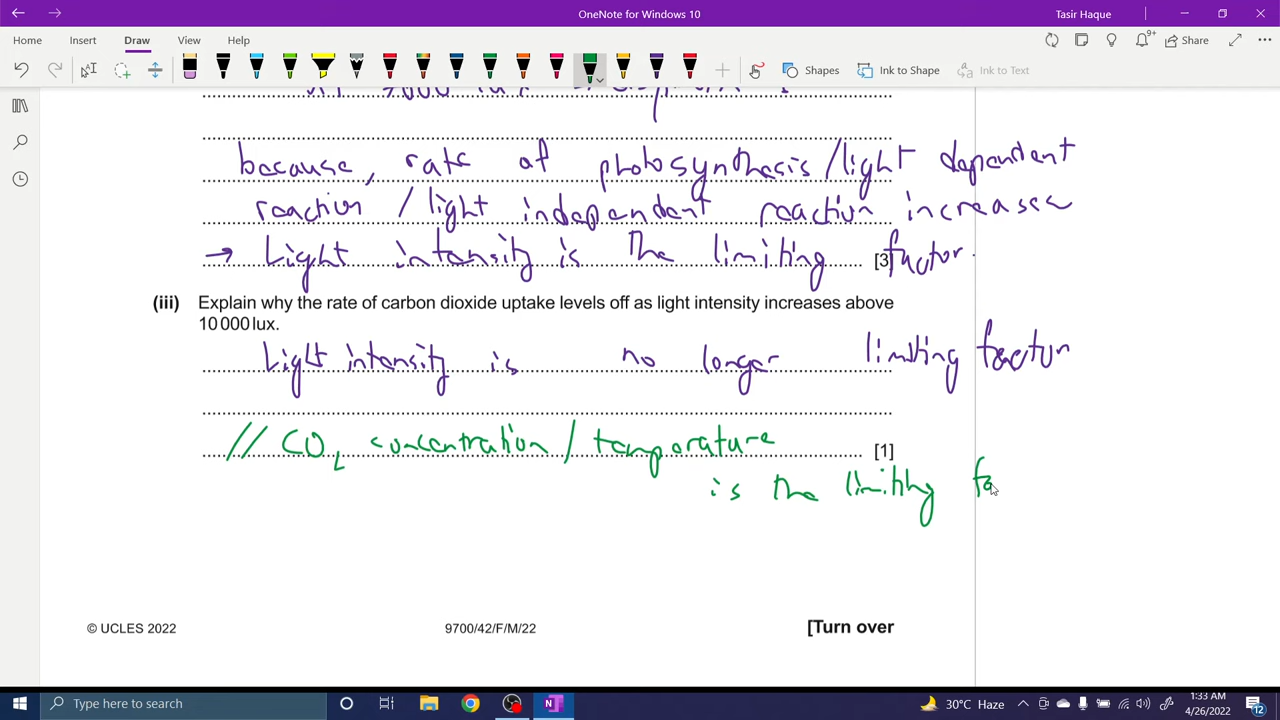 OneNote for Windows 10
Tasir Haque
Home Insert Draw View Help
9+
Share
Shapes
Ink to Shape
Ink to Text
because, rate of photosynthesis/light dependent
reaction / light independent reaction increases
→ Light intensity is the limiting factor.
[3]
(iii) Explain why the rate of carbon dioxide uptake levels off as light intensity increases above
10 000 lux.
Light intensity is no longer limiting factor
// CO2 concentration / temperature
[1]
is the limiting fa
© UCLES 2022
9700/42/F/M/22
[Turn over
Type here to search
30°C Haze
1:33 AM
4/26/2022
12